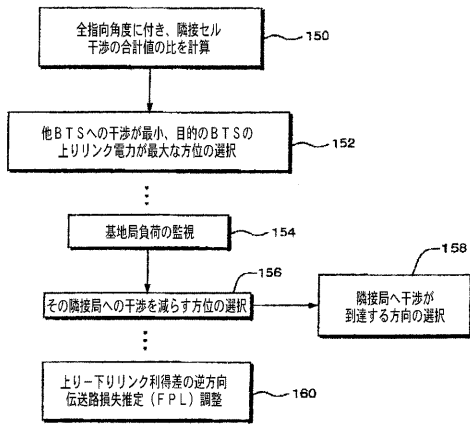 全指向角度に付き、隣接セル
干渉の合計値の比を計算
150
他BTSへの干渉が最小、目的のBTSの
上りリンク電力が最大な方位の選択
152
基地局負荷の監視
154
156
158
その隣接局への干渉を減らす方位の選択
隣接局へ干渉が
到達する方向の選択
上り－下りリンク利得差の逆方向
伝送路損失推定（FPL）調整
160